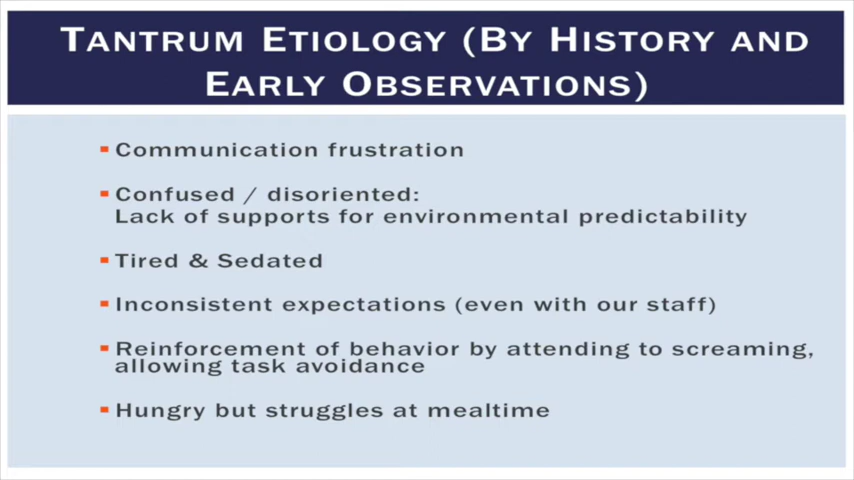 Tantrum Etiology (By History and
Early Observations)
Communication frustration
Confused / disoriented:
Lack of supports for environmental predictability
Tired & Sedated
Inconsistent expectations (even with our staff)
Reinforcement of behavior by attending to screaming,
allowing task avoidance
Hungry but struggles at mealtime